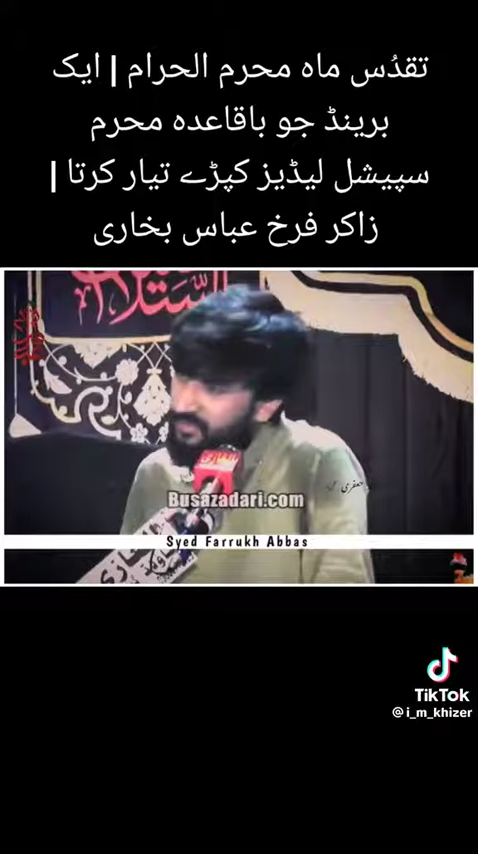 تقدُس ماہ محرم الحرام | ایک
برینڈ جو باقاعدہ محرم
سپیشل لیڈیز کپڑے تیار کرتا |
زاکر فرخ عباس بخاری
Busazadari.com
Syed Farrukh Abbas
TikTok
@i_m_khizer